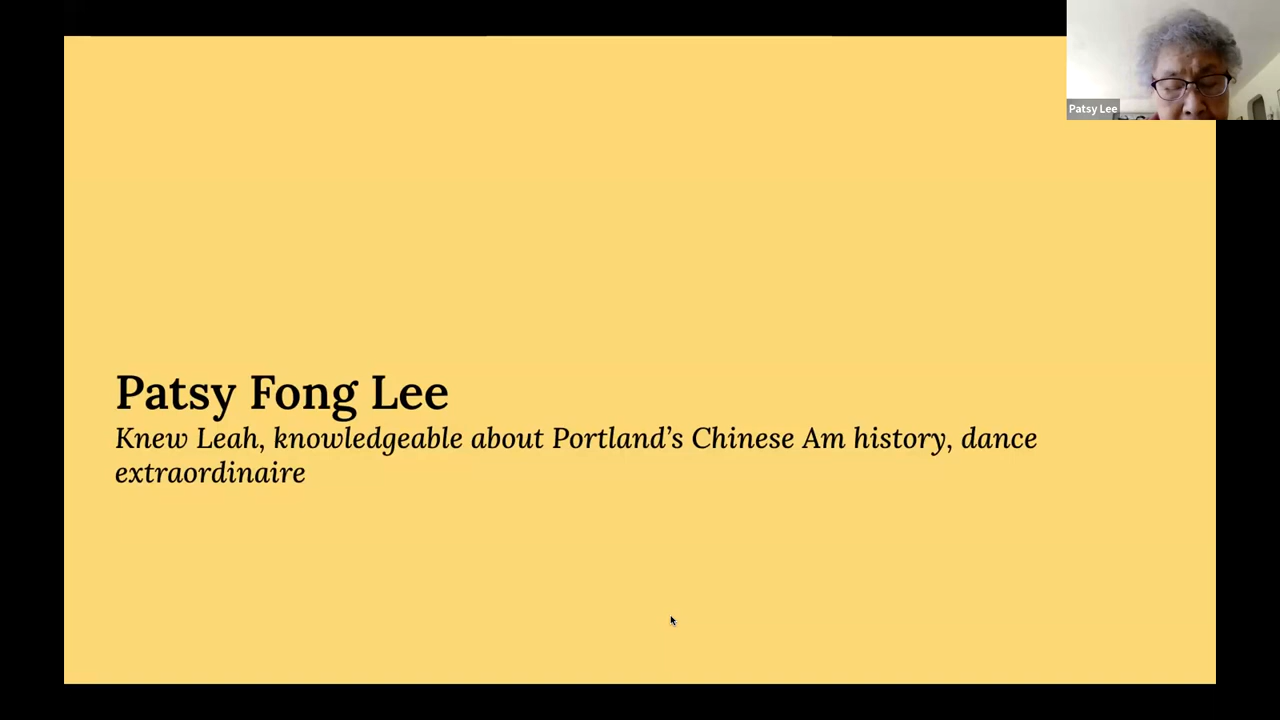 Patsy Lee
Patsy Fong Lee
Knew Leah, knowledgeable about Portland’s Chinese Am history, dance
extraordinaire